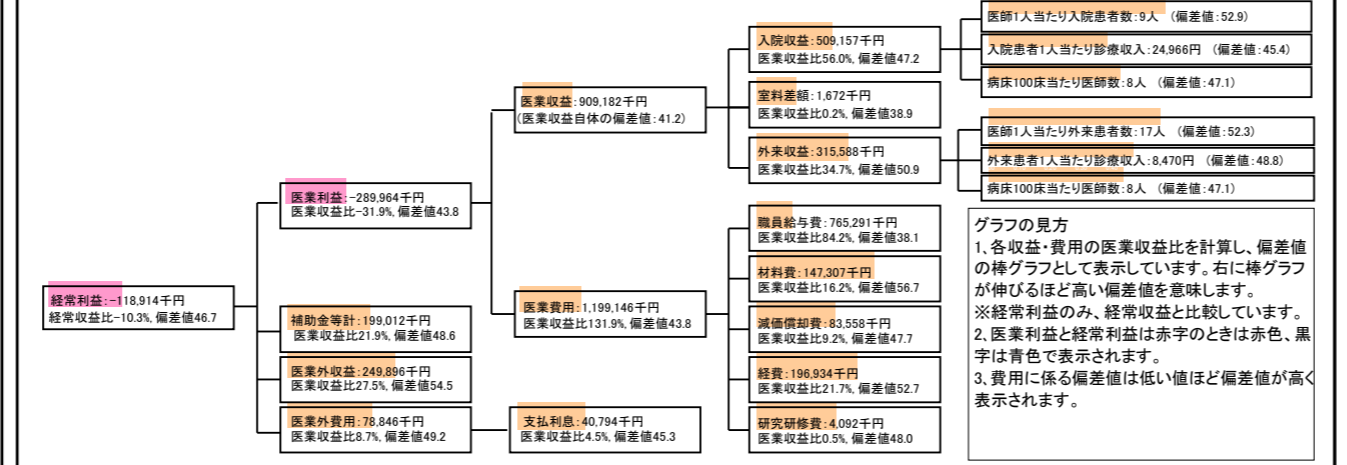 経常利益:-118,914千円
経常収益比-10.3%, 偏差値46.7
医業利益:-289,964千円
医業収益比-31.9%, 偏差値43.8
補助金等計:199,012千円
医業収益比21.9%, 偏差値48.6
医業外収益:249,896千円
医業収益比27.5%, 偏差値54.5
医業外費用:78,846千円
医業収益比8.7%, 偏差値49.2
医業収益:909,182千円
(医業収益自体の偏差値:41.2)
医業費用:1,199,146千円
医業収益比131.9%, 偏差値43.8
支払利息:40,794千円
医業収益比4.5%, 偏差値45.3
入院収益:509,157千円
医業収益比56.0%, 偏差値47.2
室料差額:1,672千円
医業収益比0.2%, 偏差値38.9
外来収益:315,588千円
医業収益比34.7%, 偏差値50.9
職員給与費:765,291千円
医業収益比84.2%, 偏差値38.1
材料費:147,307千円
医業収益比16.2%, 偏差値56.7
減価償却費:83,558千円
医業収益比9.2%, 偏差値47.7
経費:196,934千円
医業収益比21.7%, 偏差値52.7
研究研修費:4,092千円
医業収益比0.5%, 偏差値48.0
医師1人当たり入院患者数:9人 (偏差値:52.9)
入院患者1人当たり診療収入:24,966円 (偏差値:45.4)
病床100床当たり医師数:8人 (偏差値:47.1)
医師1人当たり外来患者数:17人 (偏差値:52.3)
外来患者1人当たり診療収入:8,470円 (偏差値:48.8)
病床100床当たり医師数:8人 (偏差値:47.1)
グラフの見方
1、各収益・費用の医業収益比を計算し、偏差値
の棒グラフとして表示しています。右に棒グラフ
が伸びるほど高い偏差値を意味します。
※経常利益のみ、経常収益と比較しています。
2、医業利益と経常利益は赤字のときは赤色、黒
字は青色で表示されます。
3、費用に係る偏差値は低い値ほど偏差値が高く
表示されます。